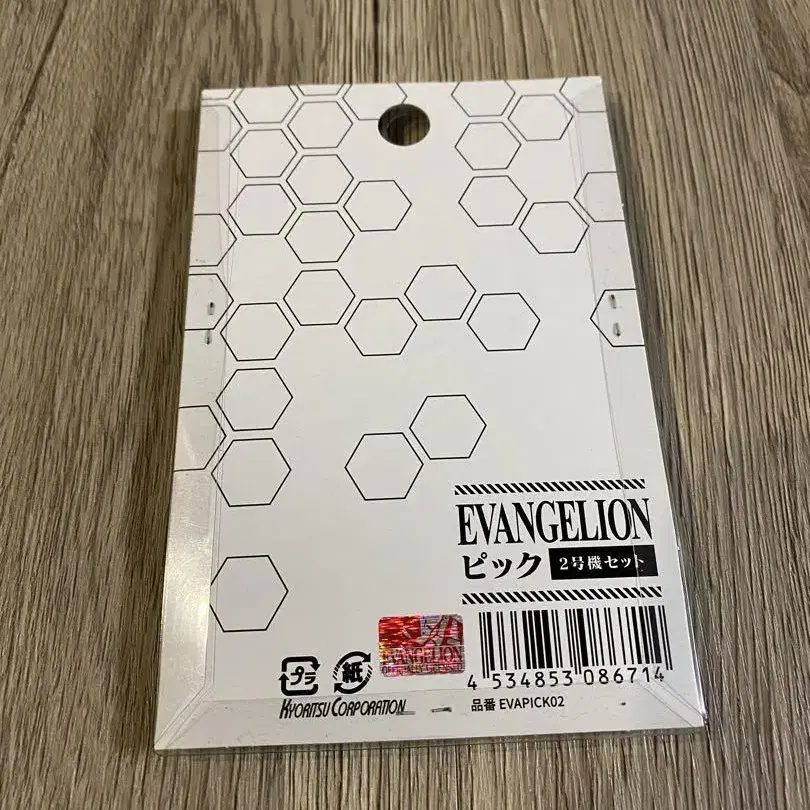 EVANGELION
ピック 2号機セット
EVANGELION
プラ 紙
4 534853 086714
KYORITSU CORPORATION
品番 EVAPICK02